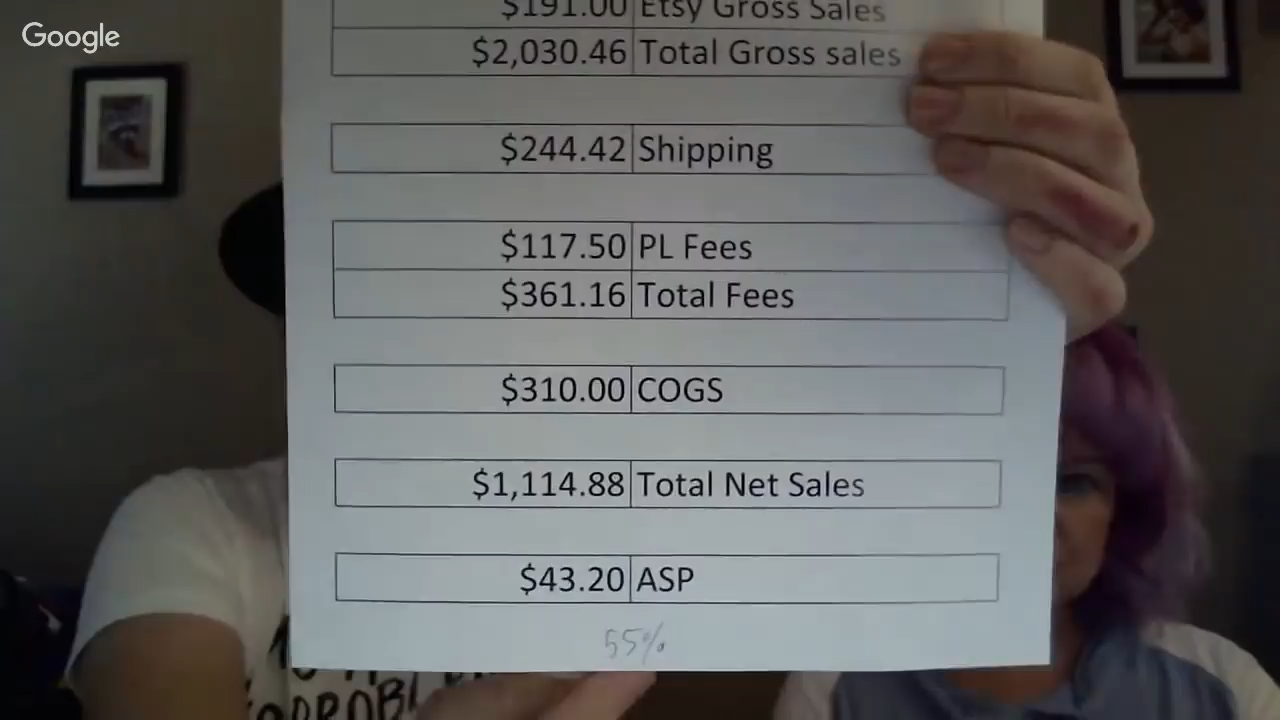 Google
$191.00 Etsy Gross Sales
$2,030.46 Total Gross sales
$244.42 Shipping
$117.50 PL Fees
$361.16 Total Fees
$310.00 COGS
$1,114.88 Total Net Sales
$43.20 ASP
55%